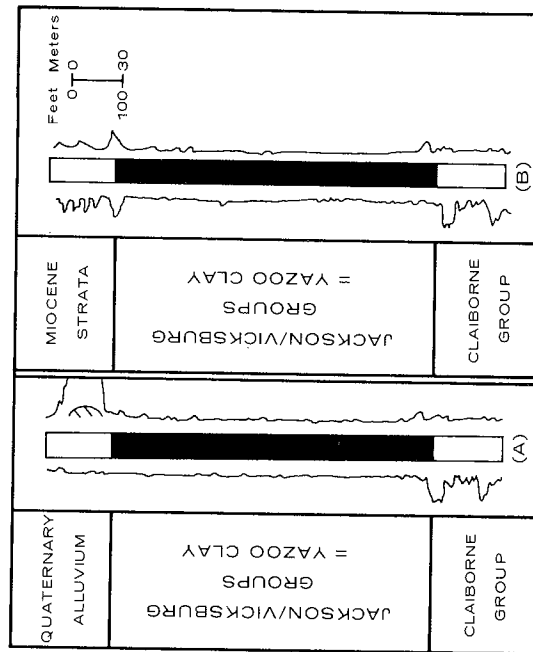 QUATERNARY
ALLUVIUM
JACKSON/VICKSBURG
GROUPS
= YAZOO CLAY
CLAIBORNE
GROUP
(A)
MIOCENE
STRATA
JACKSON/VICKSBURG
GROUPS
= YAZOO CLAY
CLAIBORNE
GROUP
(B)
Feet Meters
0 0
100 30